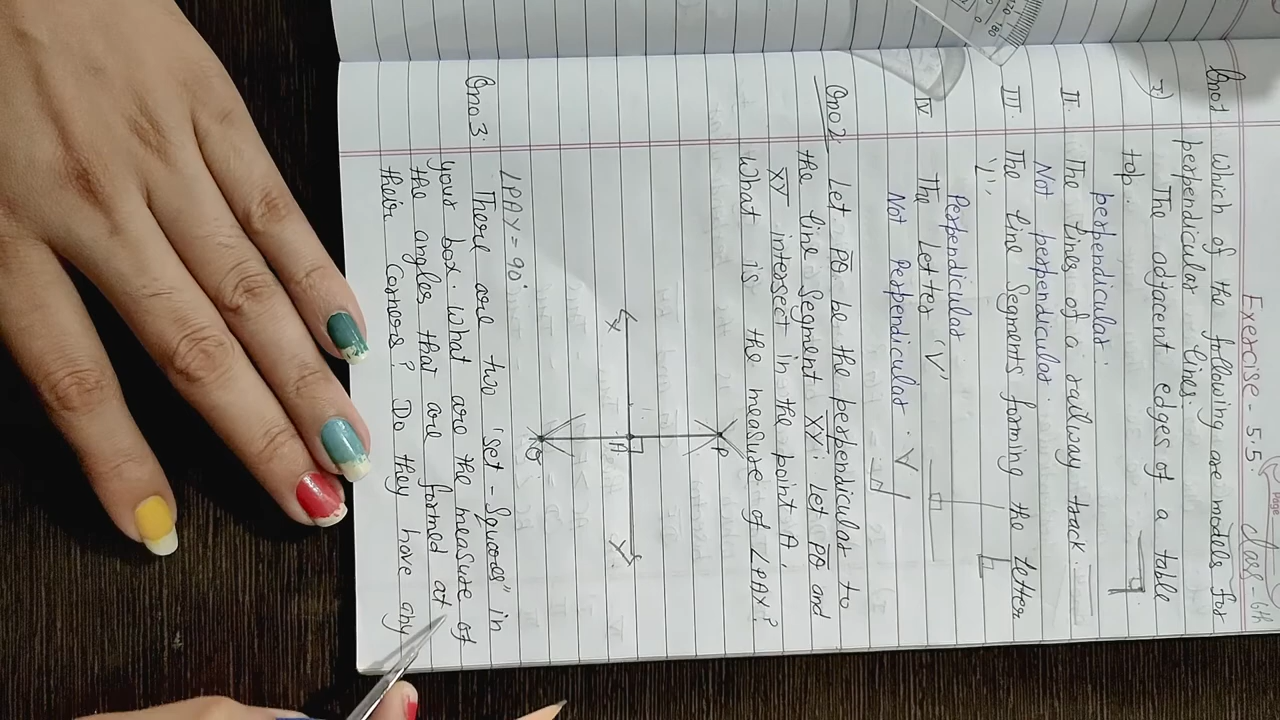 Exercise - 5.5. Class - 6th
Qno1. Which of the following are models for
perpendicular lines:
I) The adjacent edges of a table
top.
perpendicular.
II. The lines of a railway track.
Not perpendicular.
III. The line Segments forming the letter
'L'.
Perpendicular.
IV The Letter 'V'
Not Perpendicular. V
Qno2. Let PQ be the perpendicular to
the line Segment XY. Let PQ and
XY intersect in the point A.
What is the measure of ∠PAX?
P
X A Y
Q
∠PAY = 90°
Qno3. There are two 'set - Squares" in
your box. What are the measure of
the angles that are formed at
their corners? Do they have any